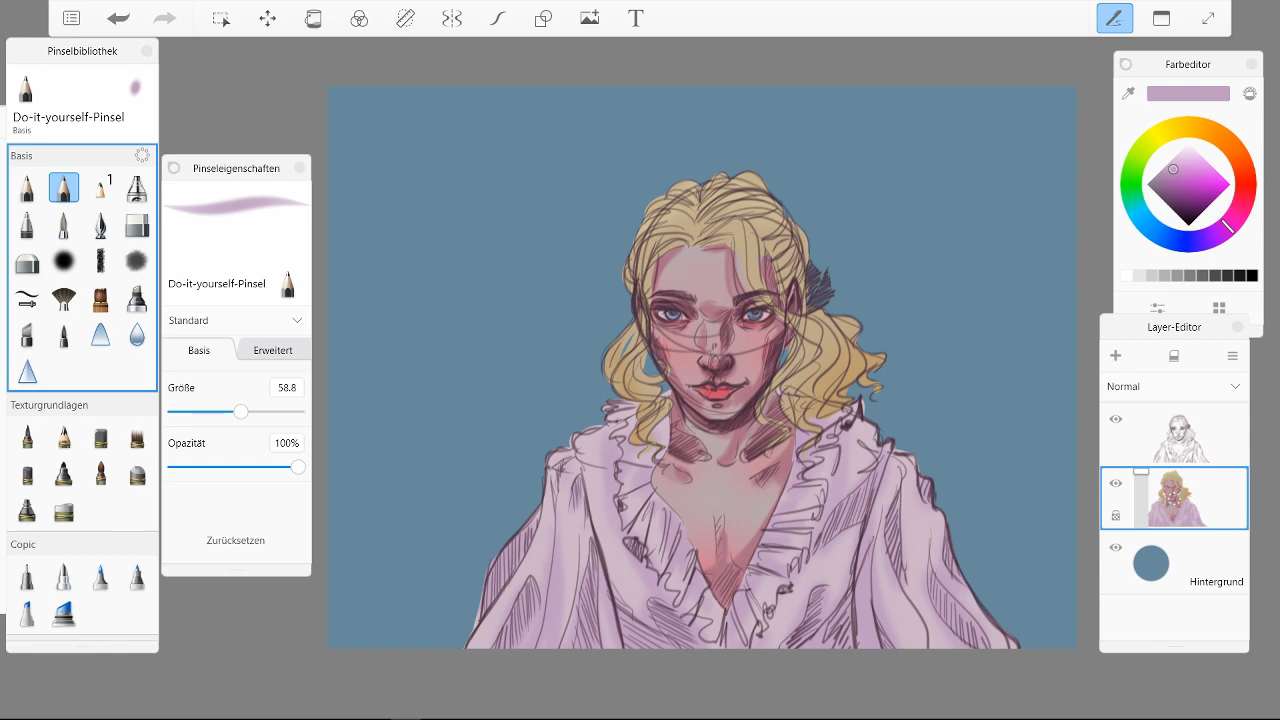 T
Pinselbibliothek
Do-it-yourself-Pinsel
Basis
Basis
1
Texturgrundlagen
Copic
Pinseleigenschaften
Do-it-yourself-Pinsel
Standard
Basis
Erweitert
Größe
58.8
Opazität
100%
Zurücksetzen
Farbeditor
Layer-Editor
Normal
Hintergrund